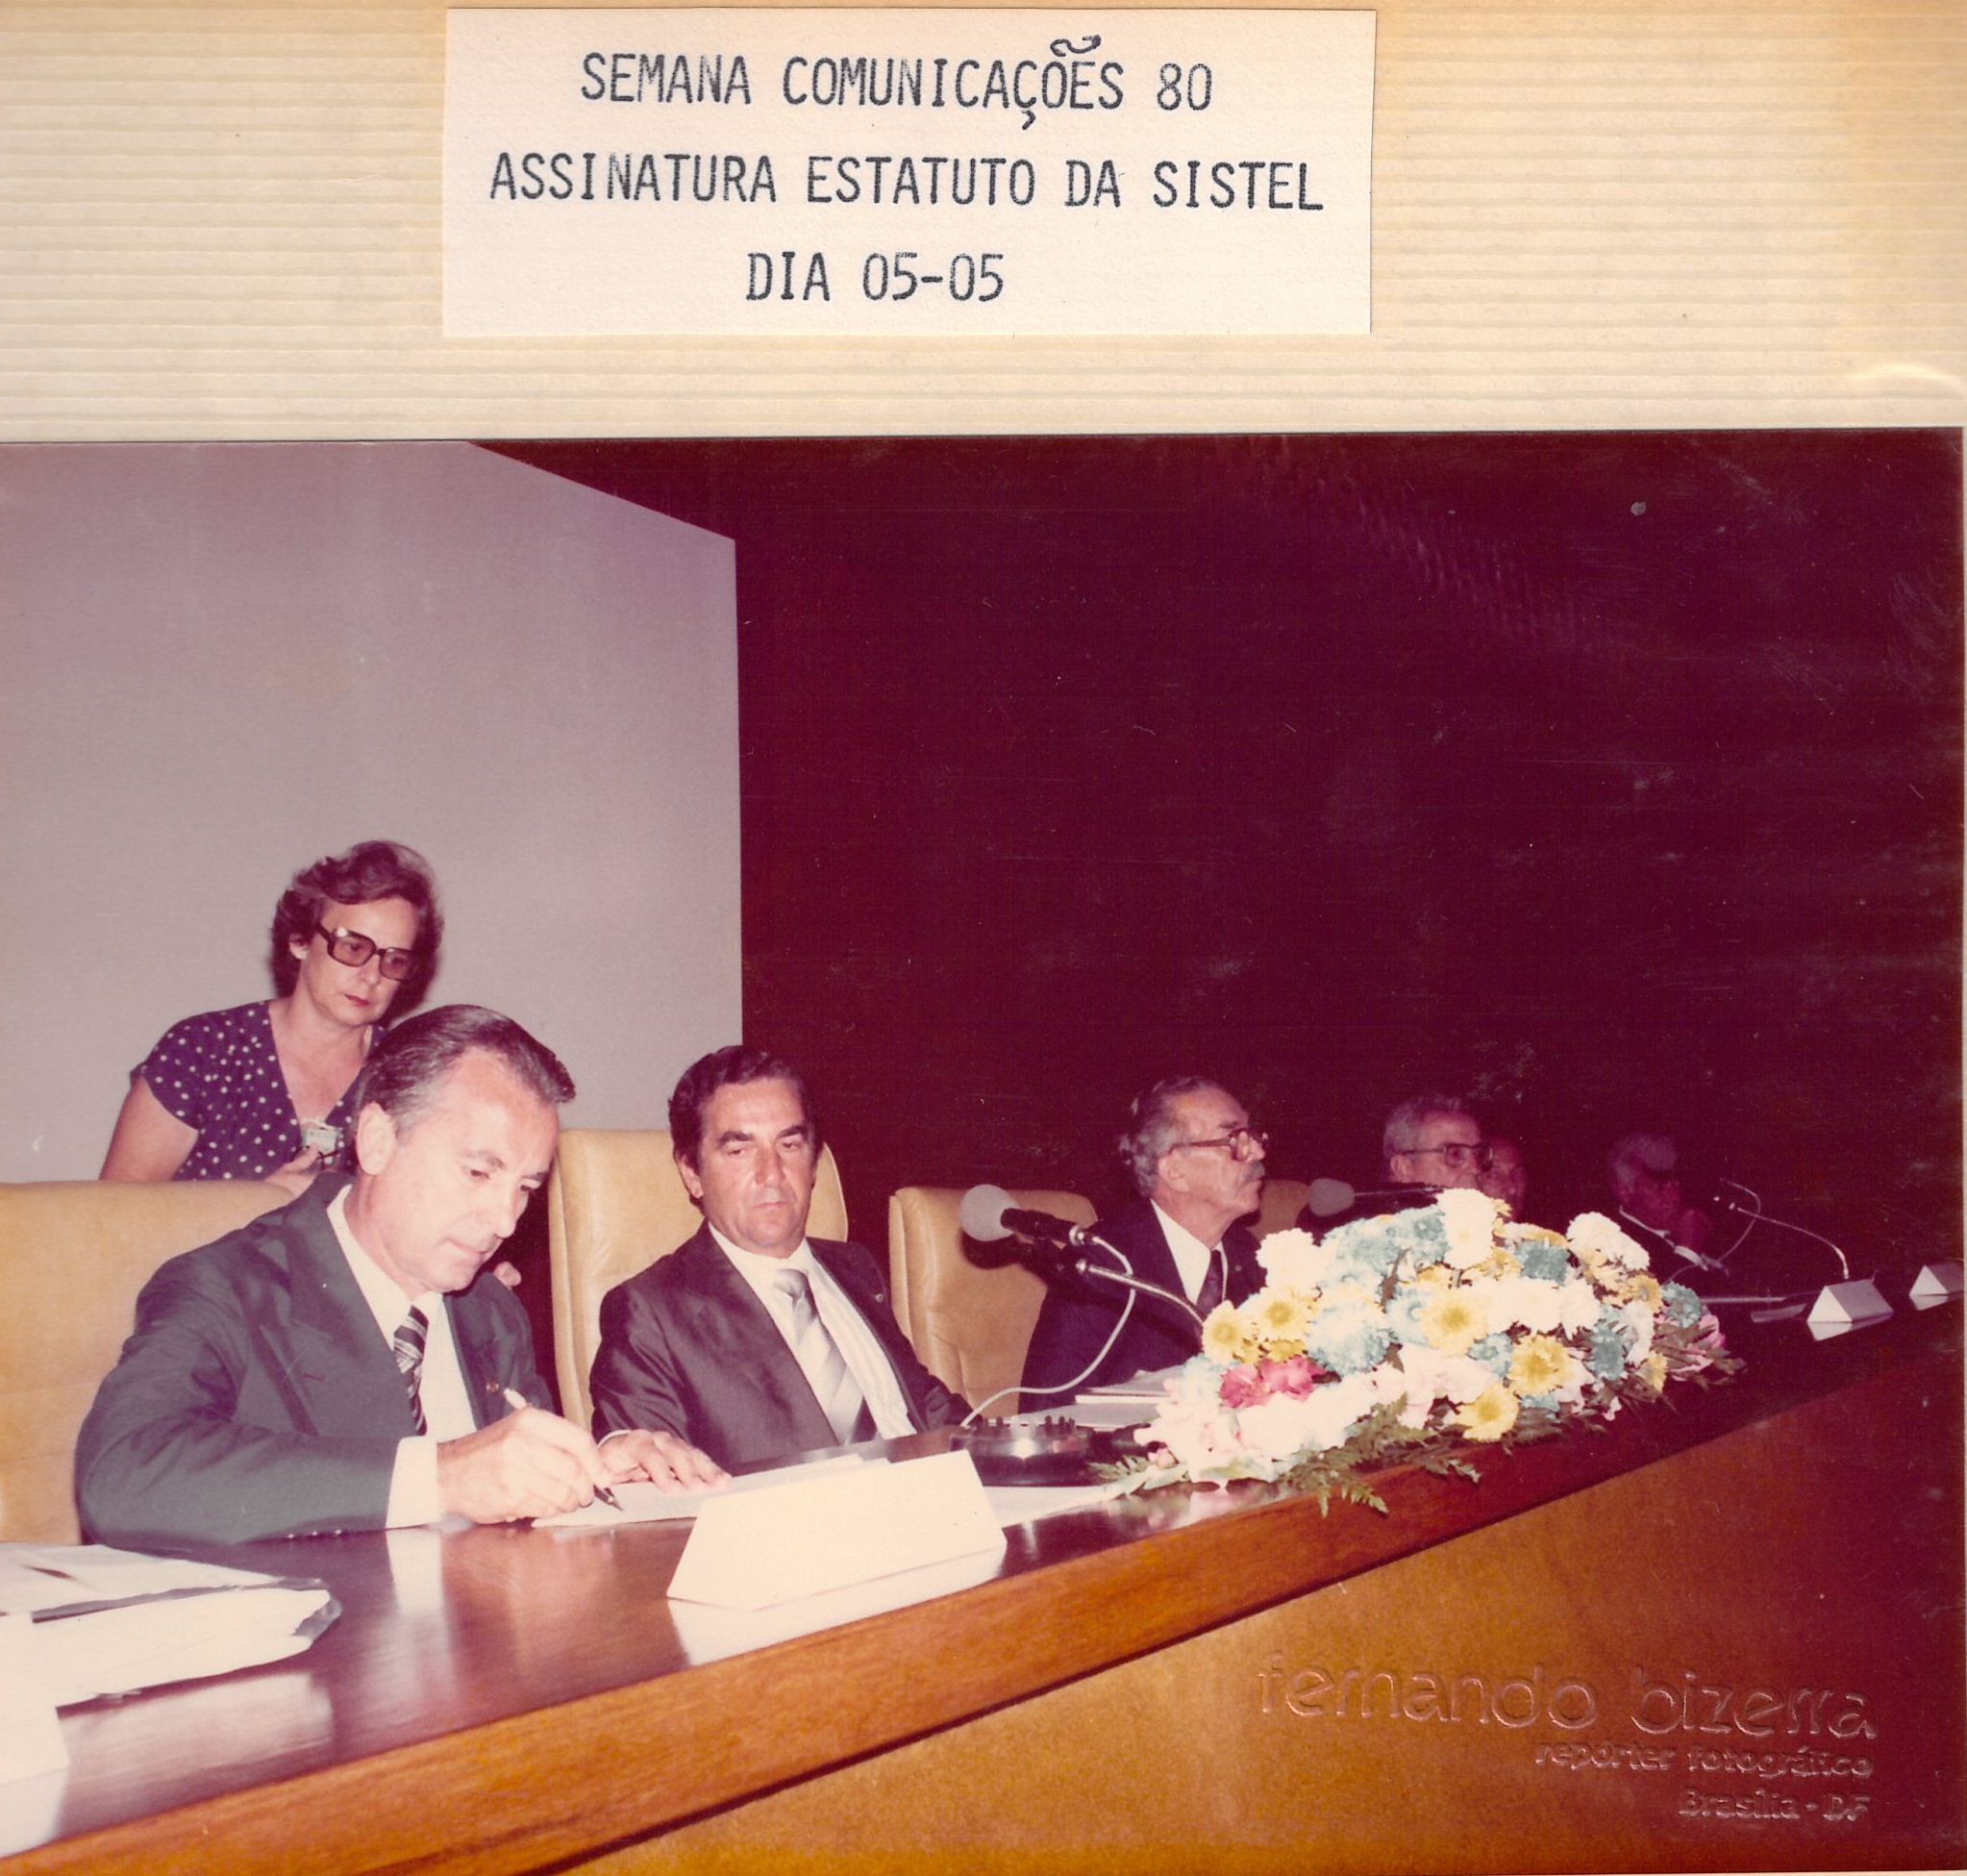 SEMANA COMUNICAÇÕES 80
ASSINATURA ESTATUTO DA SISTEL
DIA 05-05
fernando bizerra
repórter fotográfico
Brasília - DF